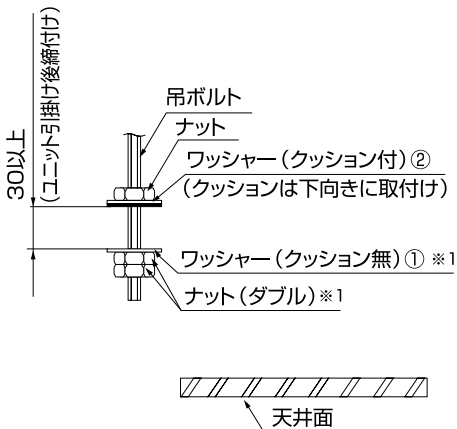 30以上
(ユニット引掛け後締付け)
吊ボルト
ナット
ワッシャー(クッション付)②
(クッションは下向きに取付け)
ワッシャー(クッション無)① ※1
ナット(ダブル)※1
天井面